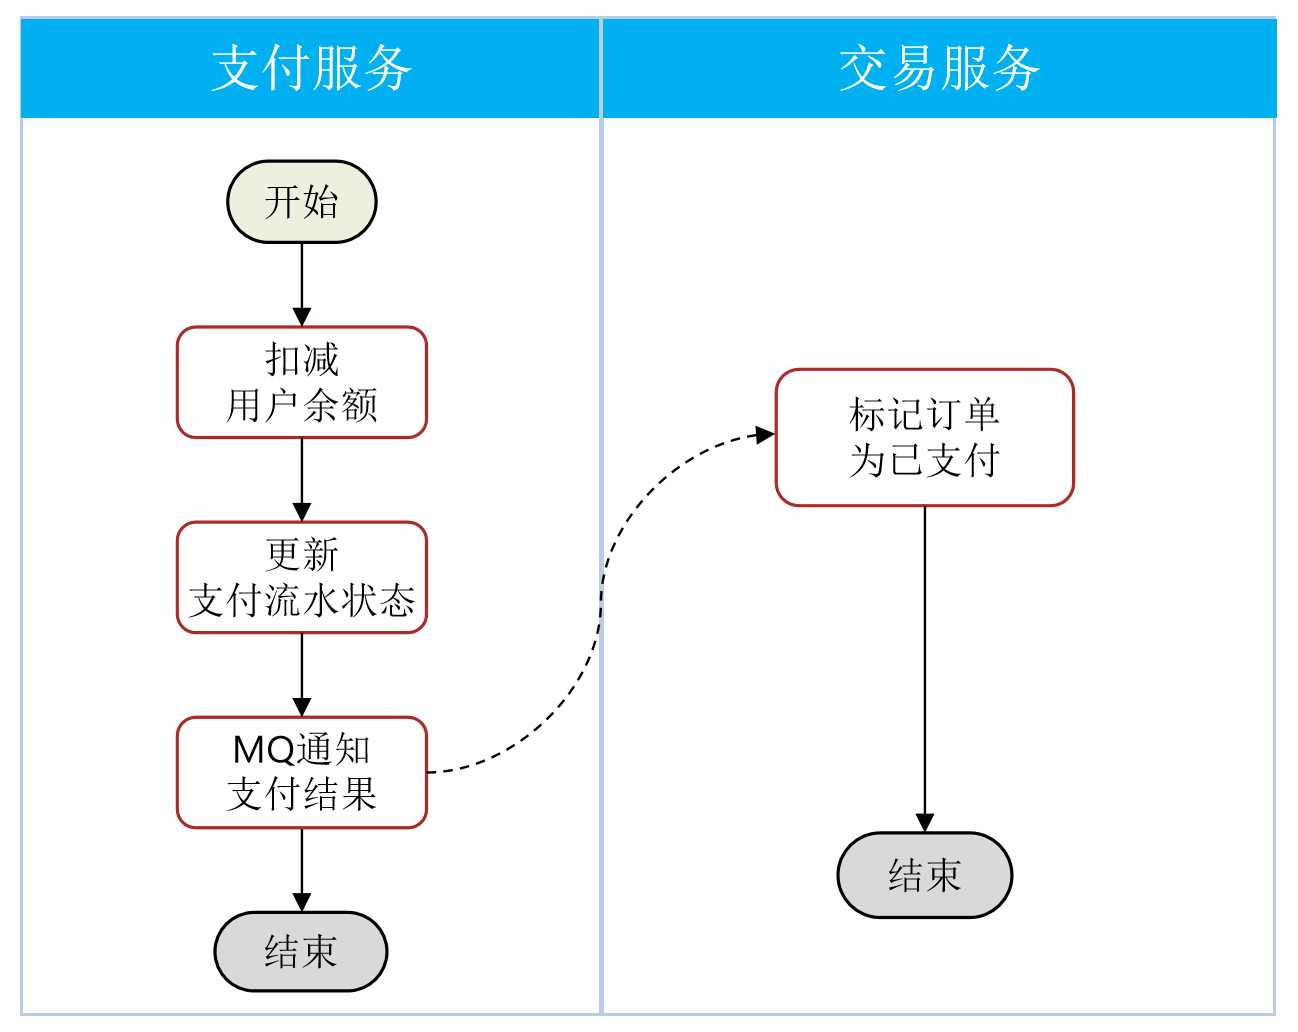 支付服务
交易服务
开始
扣减
用户余额
更新
支付流水状态
MQ通知
支付结果
结束
标记订单
为已支付
结束